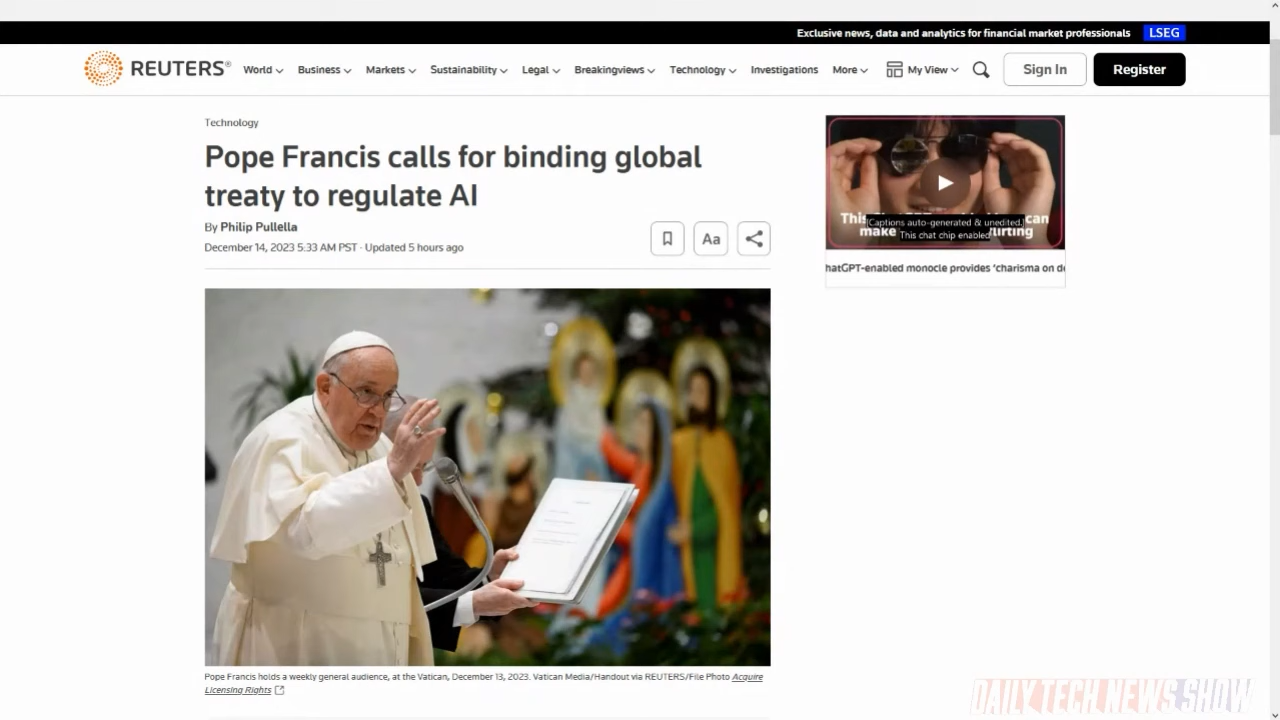 Exclusive news, data and analytics for financial market professionals LSEG
REUTERS® World Business Markets Sustainability Legal Breakingviews Technology Investigations More My View Sign In Register
Technology
Pope Francis calls for binding global
treaty to regulate AI
By Philip Pullella
December 14, 2023 5:33 AM PST · Updated 5 hours ago
Aa
[Captions auto-generated & unedited.]
This chat chip enabled
can
make
flirting
hatGPT-enabled monocle provides 'charisma on de
Pope Francis holds a weekly general audience, at the Vatican, December 13, 2023. Vatican Media/Handout via REUTERS/File Photo Acquire
Licensing Rights
DAILY TECH NEWS SHOW